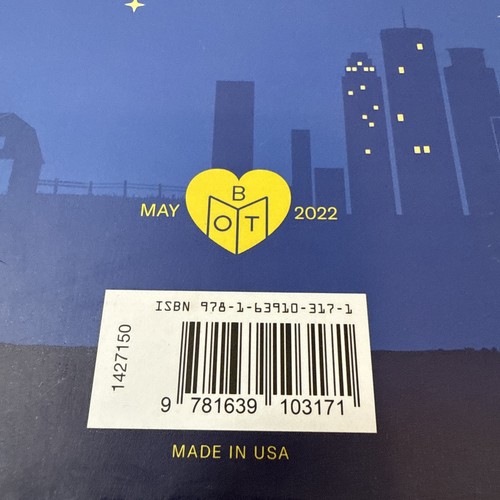 MAY B O T 2022
ISBN 978-1-63910-317-1
1427150
9 781639 103171
MADE IN USA